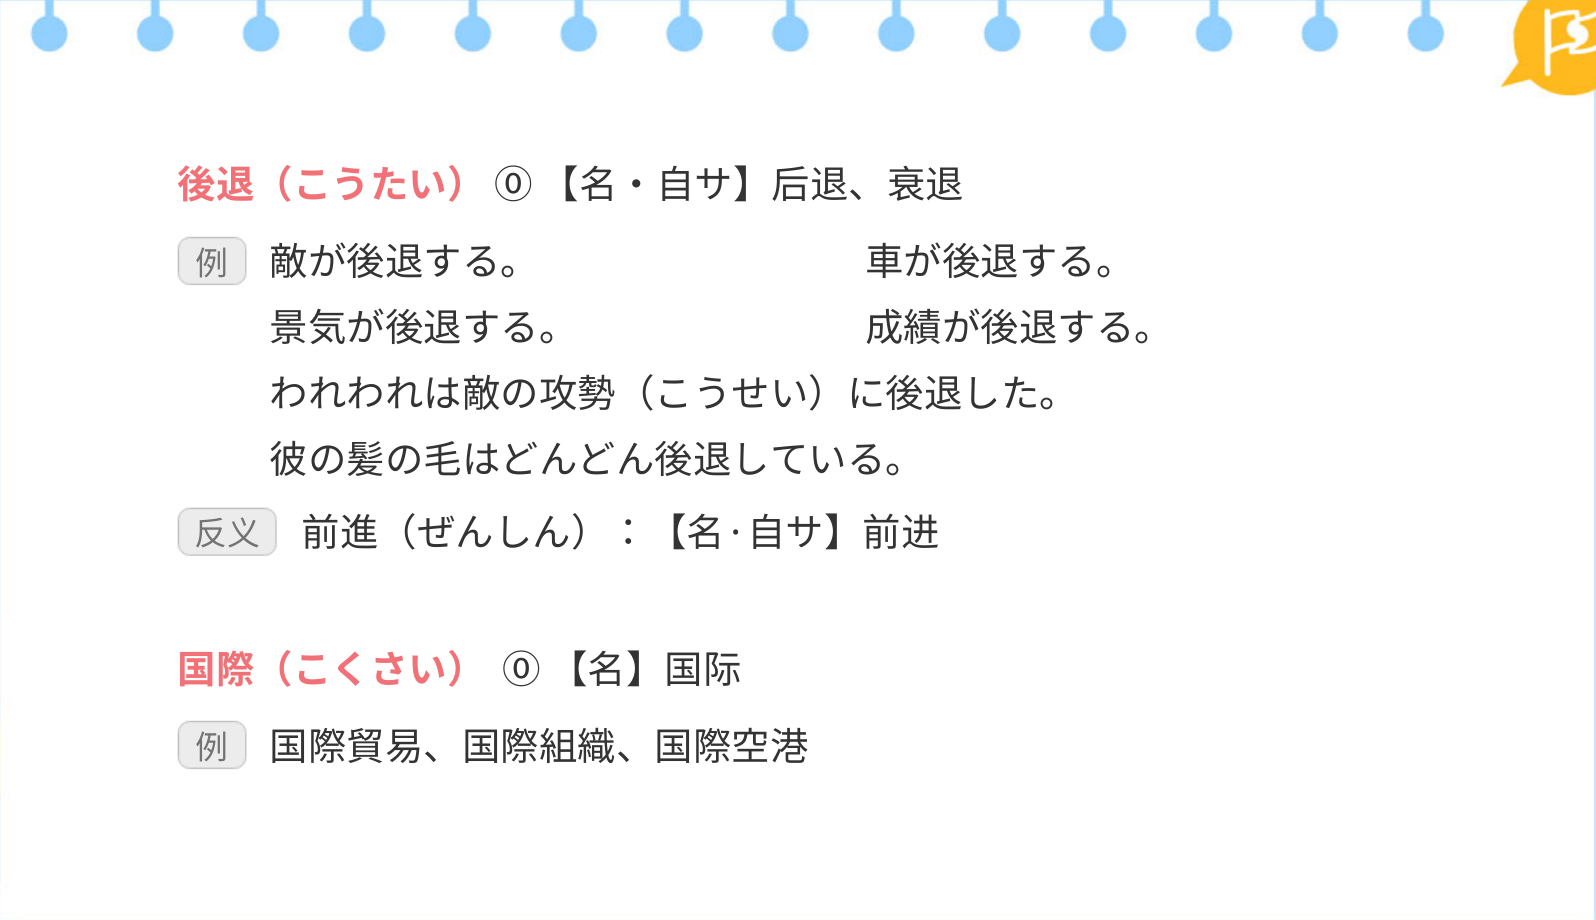 後退（こうたい） ⓪ 【名・自サ】后退、衰退
例 敵が後退する。 車が後退する。
景気が後退する。 成績が後退する。
われわれは敵の攻勢（こうせい）に後退した。
彼の髪の毛はどんどん後退している。
反义 前進（ぜんしん）：【名·自サ】前进
国際（こくさい） ⓪ 【名】国际
例 国際貿易、国際組織、国際空港